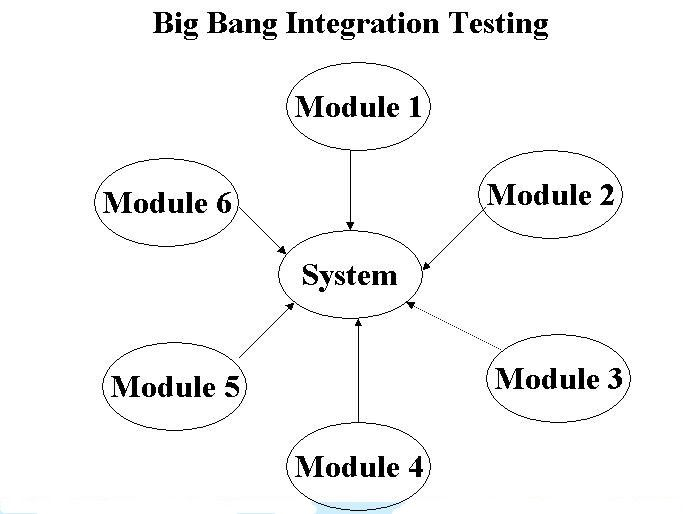 Big Bang Integration Testing
Module 1
Module 2
Module 6
System
Module 3
Module 5
Module 4